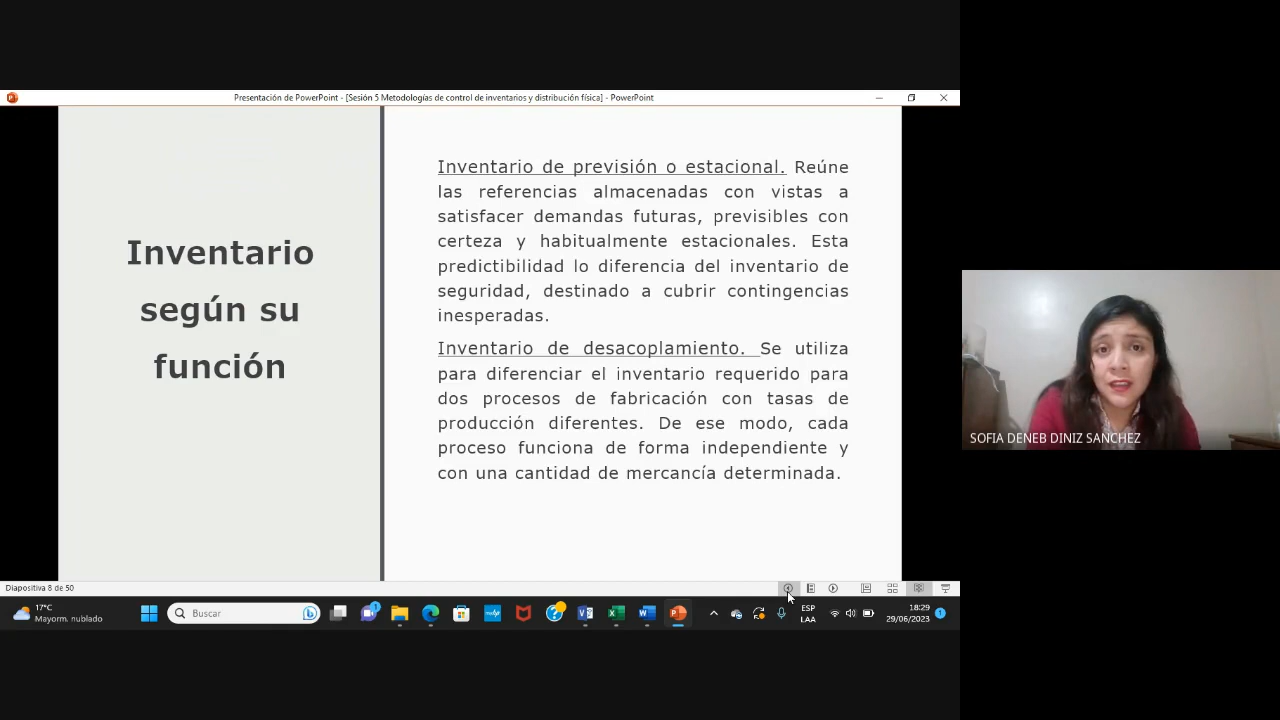 Presentación de PowerPoint - [Sesión 5 Metodologías de control de inventarios y distribución física] - PowerPoint
Inventario
según su
función
Inventario de previsión o estacional. Reúne
las referencias almacenadas con vistas a
satisfacer demandas futuras, previsibles con
certeza y habitualmente estacionales. Esta
predictibilidad lo diferencia del inventario de
seguridad, destinado a cubrir contingencias
inesperadas.
Inventario de desacoplamiento. Se utiliza
para diferenciar el inventario requerido para
dos procesos de fabricación con tasas de
producción diferentes. De ese modo, cada
proceso funciona de forma independiente y
con una cantidad de mercancía determinada.
SOFIA DENEB DINIZ SANCHEZ
Diapositiva 8 de 50
17°C
Mayorm. nublado
Buscar
ESP
LAA
18:29
29/06/2023